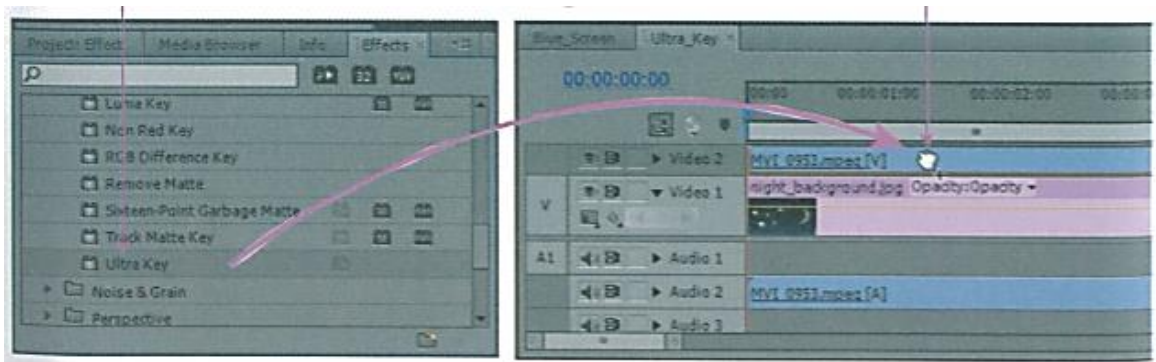 Project: Effect Media Browser Info Effects
Luma Key
Non Red Key
RGB Difference Key
Remove Matte
Sixteen-Point Garbage Matte
Track Matte Key
Ultra Key
Noise & Grain
Perspective
Blue_Screen Ultra_Key
00:00:00:00
00:00 00:00:01:00 00:00:02:00
Video 2 MVI_0953.mpeg [V]
Video 1 night_background.jpg Opacity:Opacity
V
A1 Audio 1
Audio 2 MVI_0953.mpeg [A]
Audio 3